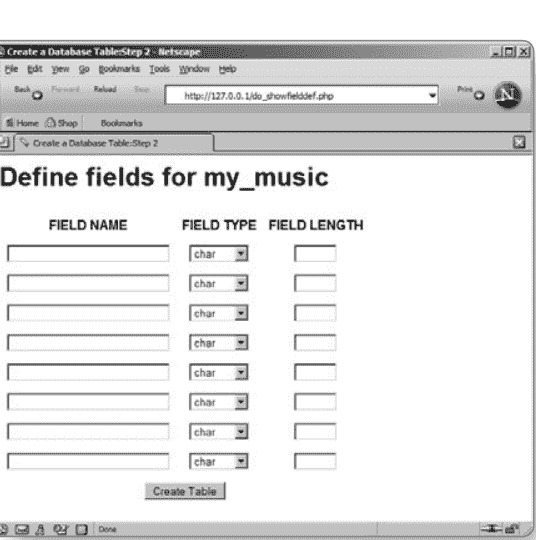 Create a Database Table:Step 2 - Netscape
File Edit View Go Bookmarks Tools Window Help
Back Forward Reload Stop http://127.0.0.1/do_showfielddef.php Print N
Home Shop Bookmarks
Create a Database Table:Step 2
Define fields for my_music
FIELD NAME FIELD TYPE FIELD LENGTH
char
char
char
char
char
char
char
char
Create Table
Done